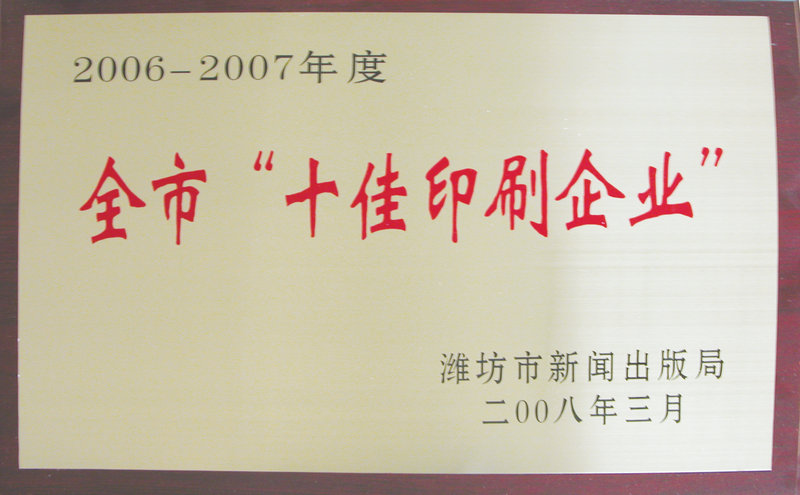 2006-2007年度
全市“十佳印刷企业”
潍坊市新闻出版局
二00八年三月